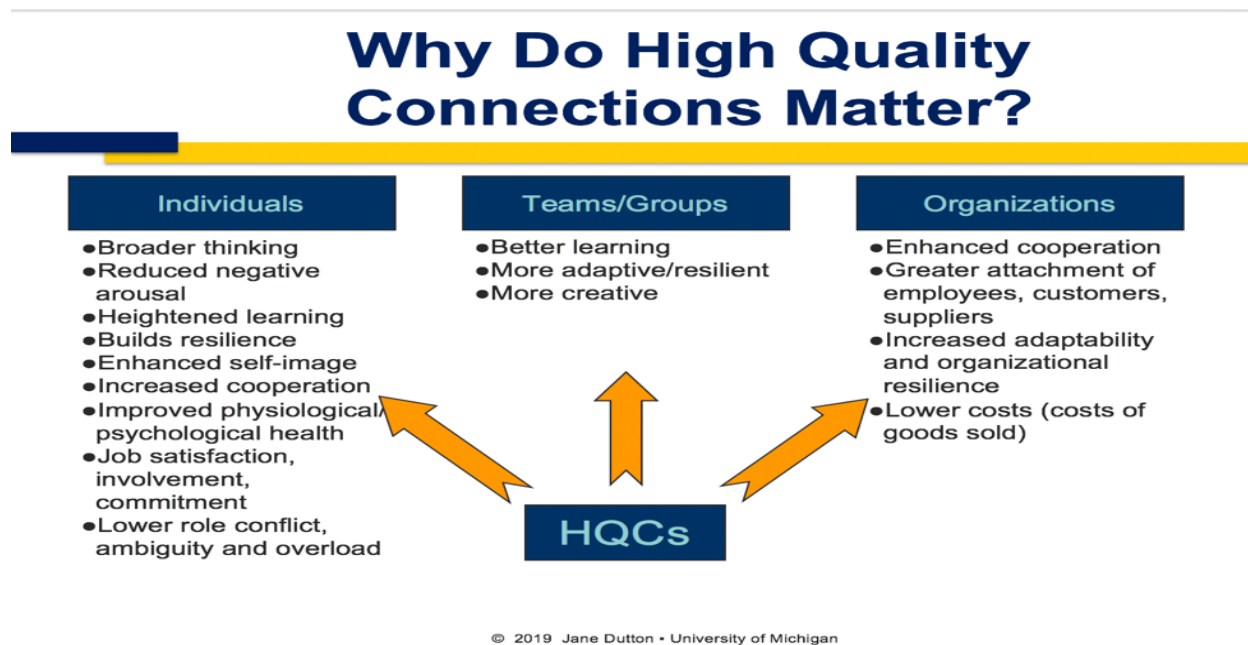 Why Do High Quality
Connections Matter?
Individuals
●Broader thinking
●Reduced negative
arousal
●Heightened learning
●Builds resilience
●Enhanced self-image
●Increased cooperation
●Improved physiological/
psychological health
●Job satisfaction,
involvement,
commitment
●Lower role conflict,
ambiguity and overload
Teams/Groups
●Better learning
●More adaptive/resilient
●More creative
Organizations
●Enhanced cooperation
●Greater attachment of
employees, customers,
suppliers
●Increased adaptability
and organizational
resilience
●Lower costs (costs of
goods sold)
HQCs
© 2019 Jane Dutton ▪ University of Michigan